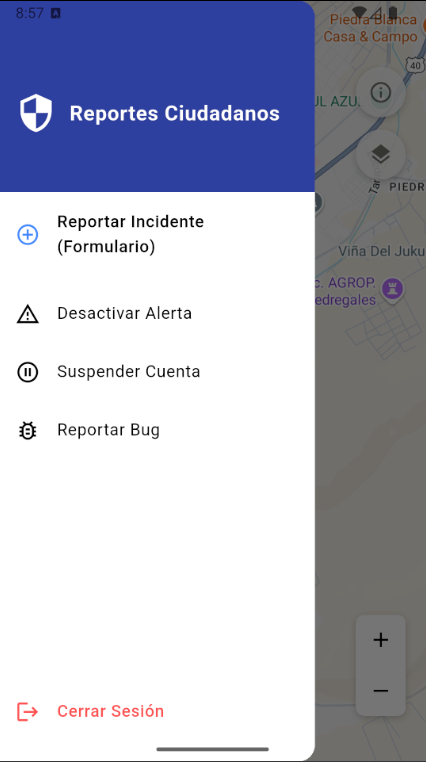 8:57
Reportes Ciudadanos
Reportar Incidente
(Formulario)
Desactivar Alerta
Suspender Cuenta
Reportar Bug
Cerrar Sesión
Piedra Blanca
Casa & Campo
40
UL AZU
Tar
PIEDR
Viña Del Juku
c. AGROP.
edregales